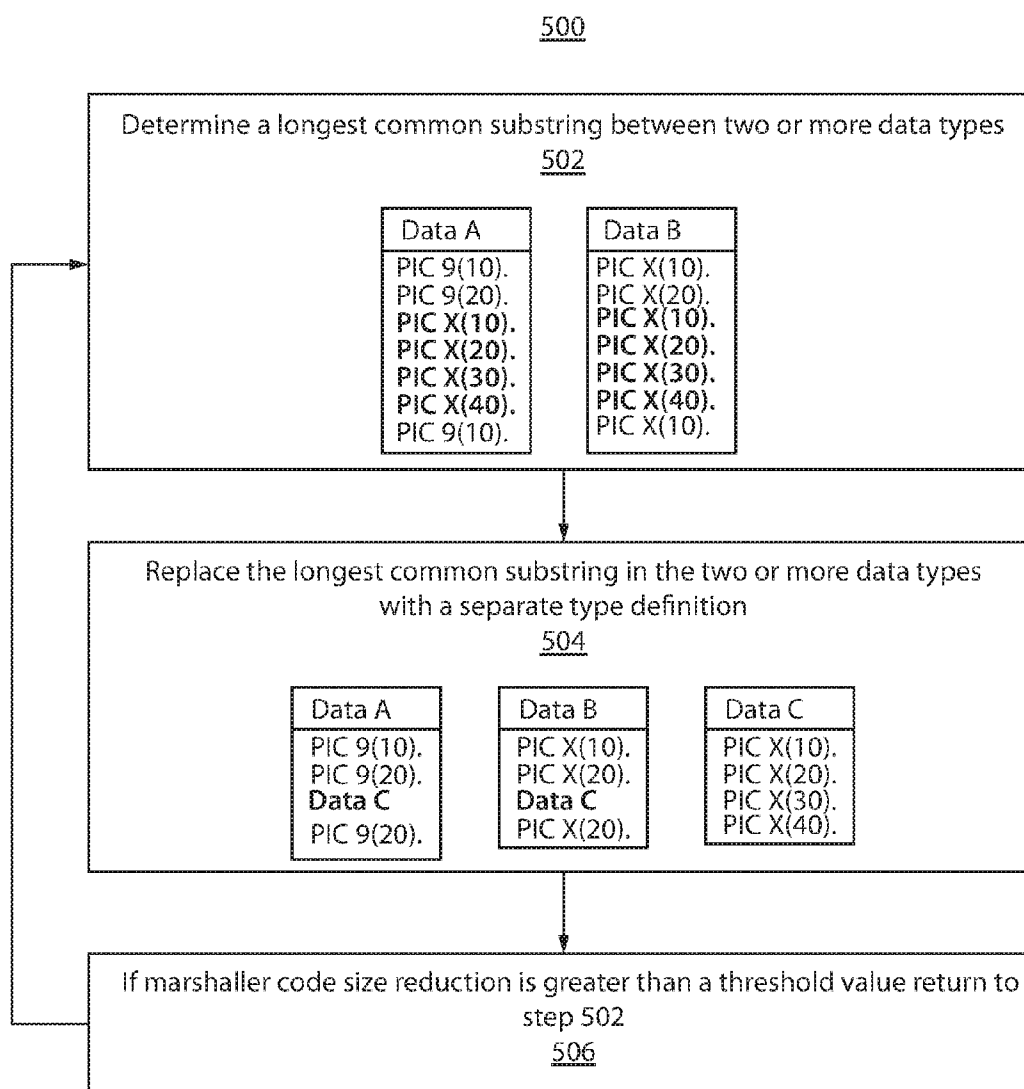 500
Determine a longest common substring between two or more data types
502
Data A
PIC 9(10).
PIC 9(20).
PIC X(10).
PIC X(20).
PIC X(30).
PIC X(40).
PIC 9(10).
Data B
PIC X(10).
PIC X(20).
PIC X(10).
PIC X(20).
PIC X(30).
PIC X(40).
PIC X(10).
Replace the longest common substring in the two or more data types
with a separate type definition
504
Data A
PIC 9(10).
PIC 9(20).
Data C
PIC 9(20).
Data B
PIC X(10).
PIC X(20).
Data C
PIC X(20).
Data C
PIC X(10).
PIC X(20).
PIC X(30).
PIC X(40).
If marshaller code size reduction is greater than a threshold value return to
step 502
506